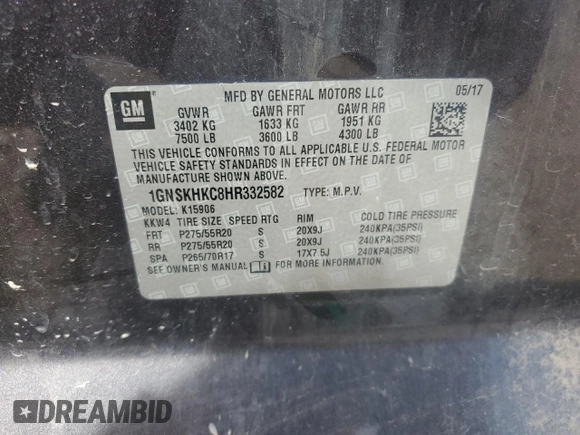 GM
MFD BY GENERAL MOTORS LLC 05/17
GVWR GAWR FRT GAWR RR
3402 KG 1633 KG 1951 KG
7500 LB 3600 LB 4300 LB
THIS VEHICLE CONFORMS TO ALL APPLICABLE U.S. FEDERAL MOTOR
VEHICLE SAFETY STANDARDS IN EFFECT ON THE DATE OF
MANUFACTURE SHOWN ABOVE.
1GNSKHKC8HR332582 TYPE: M.P.V.
MODEL: K15906
KKW4 TIRE SIZE SPEED RTG RIM COLD TIRE PRESSURE
FRT P275/55R20 S 20X9J 240KPA(35PSI)
RR P275/55R20 S 20X9J 240KPA(35PSI)
SPA P265/70R17 S 17X7.5J 240KPA(35PSI)
SEE OWNER'S MANUAL FOR MORE INFORMATION.
DREAMBID